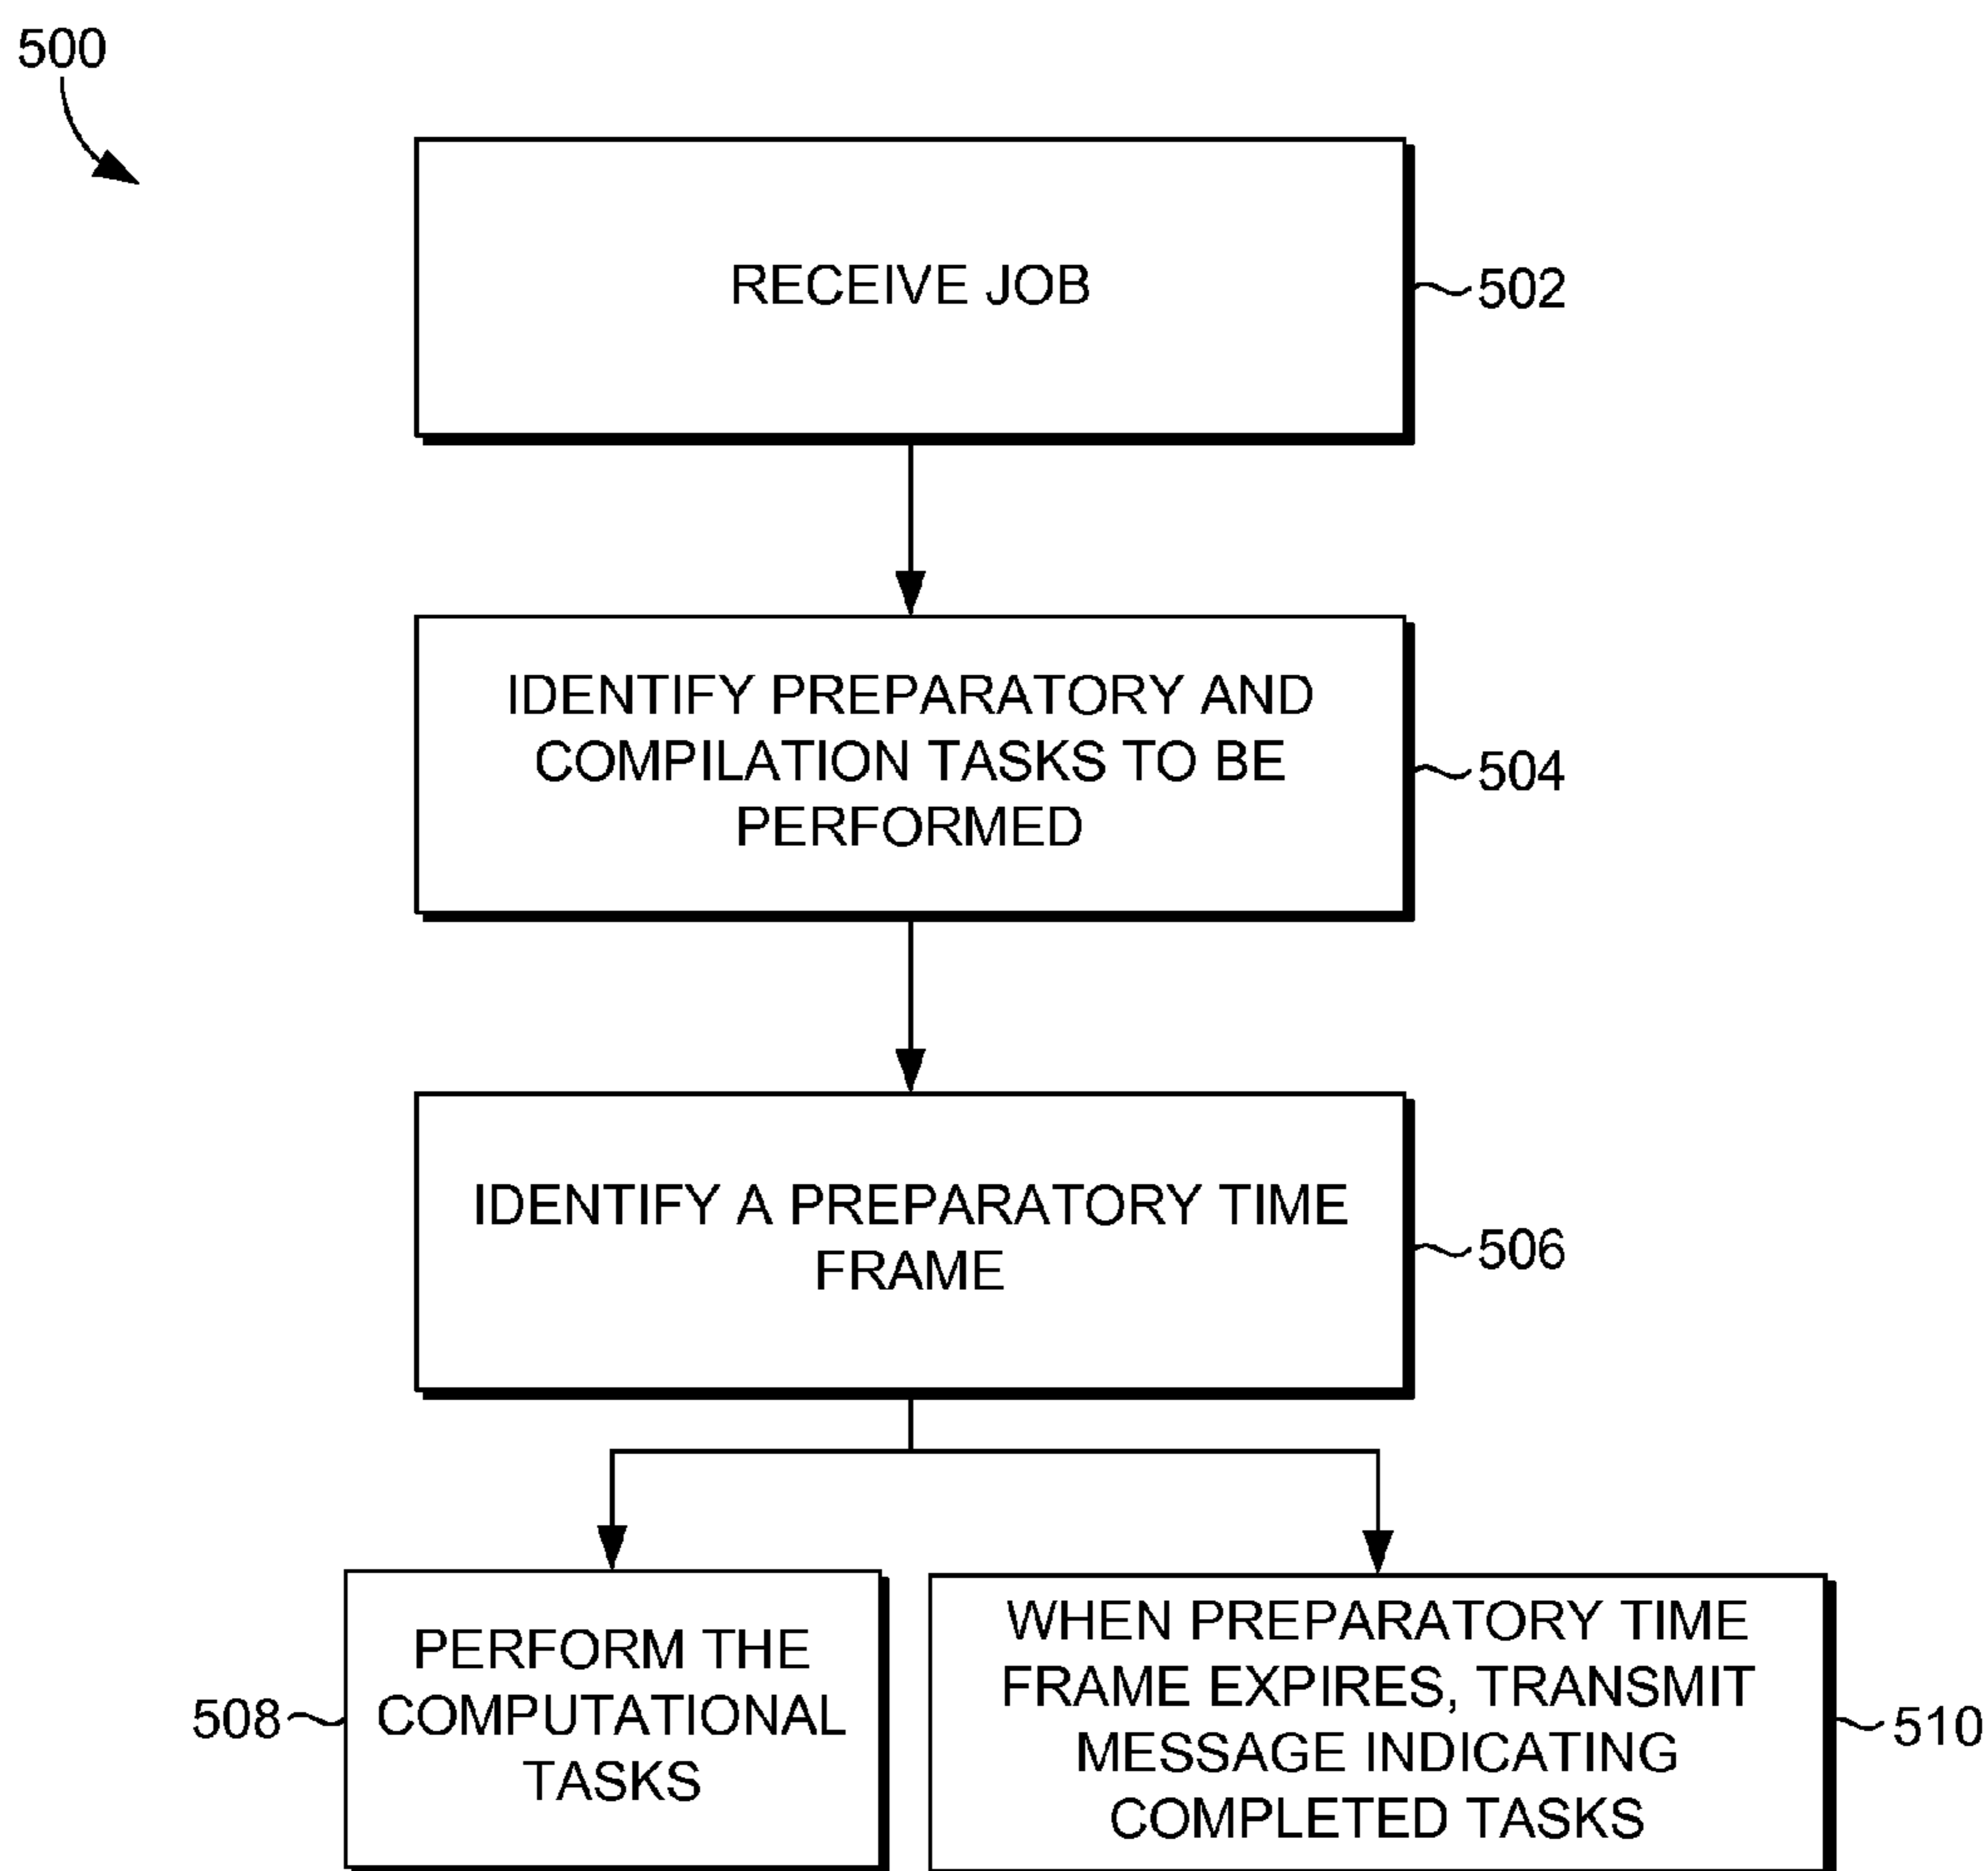 500
RECEIVE JOB
502
IDENTIFY PREPARATORY AND
COMPILATION TASKS TO BE
PERFORMED
504
IDENTIFY A PREPARATORY TIME
FRAME
506
PERFORM THE
COMPUTATIONAL
TASKS
508
WHEN PREPARATORY TIME
FRAME EXPIRES, TRANSMIT
MESSAGE INDICATING
COMPLETED TASKS
510